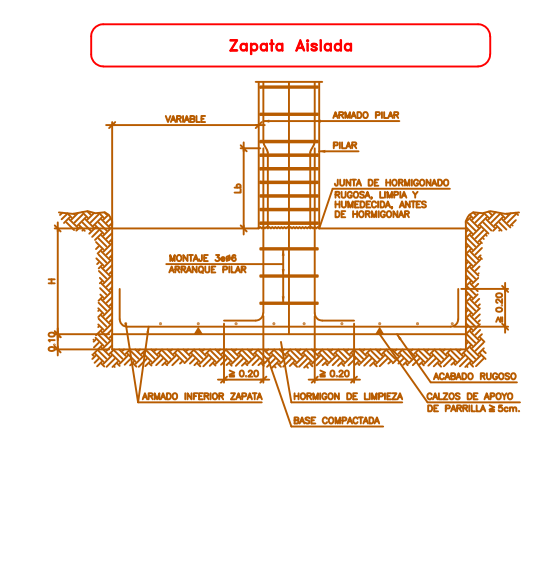 Zapata Aislada
VARIABLE
ARMADO PILAR
PILAR
Lb
JUNTA DE HORMIGONADO
RUGOSA, LIMPIA Y
HUMEDECIDA, ANTES
DE HORMIGONAR
MONTAJE 3eø6
ARRANQUE PILAR
H
≥ 0.20
0.10
≥ 0.20
≥ 0.20
ACABADO RUGOSO
ARMADO INFERIOR ZAPATA
HORMIGON DE LIMPIEZA
CALZOS DE APOYO
DE PARRILLA ≥ 5cm.
BASE COMPACTADA